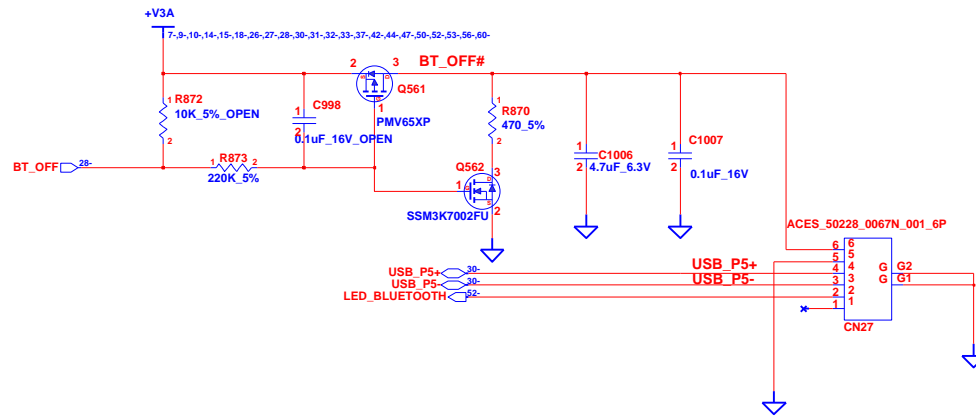 +V3A
7-,9-,10-,14-,15-,18-,26-,27-,28-,30-,31-,32-,33-,37-,42-,44-,47-,50-,52-,53-,56-,60-
2 3 BT_OFF#
S D
Q561
1 R872
10K_5%_OPEN
2
1 C998
2
0.1uF_16V_OPEN
1
G
PMV65XP
1 R870
470_5%
2
BT_OFF 28-
1 R873 2
220K_5%
Q562
3
1
D
G
S
2
SSM3K7002FU
1 C1006
2 4.7uF_6.3V
1 C1007
2 0.1uF_16V
ACES_50228_0067N_001_6P
6 6
5 5
USB_P5+ 30- USB_P5+ 4 4 G G2
USB_P5- 30- USB_P5- 3 3 G G1
LED_BLUETOOTH 52- 2 2
1 1
CN27